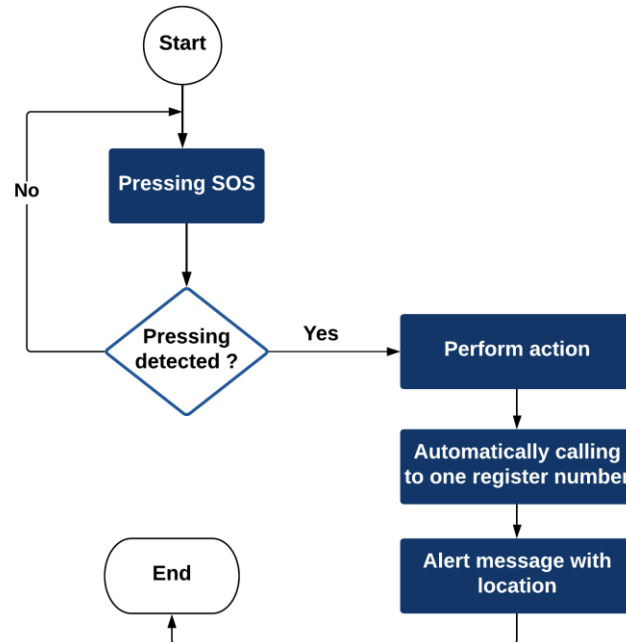 Start
Pressing SOS
No
Pressing
detected ?
Yes
Perform action
Automatically calling
to one register number
Alert message with
location
End